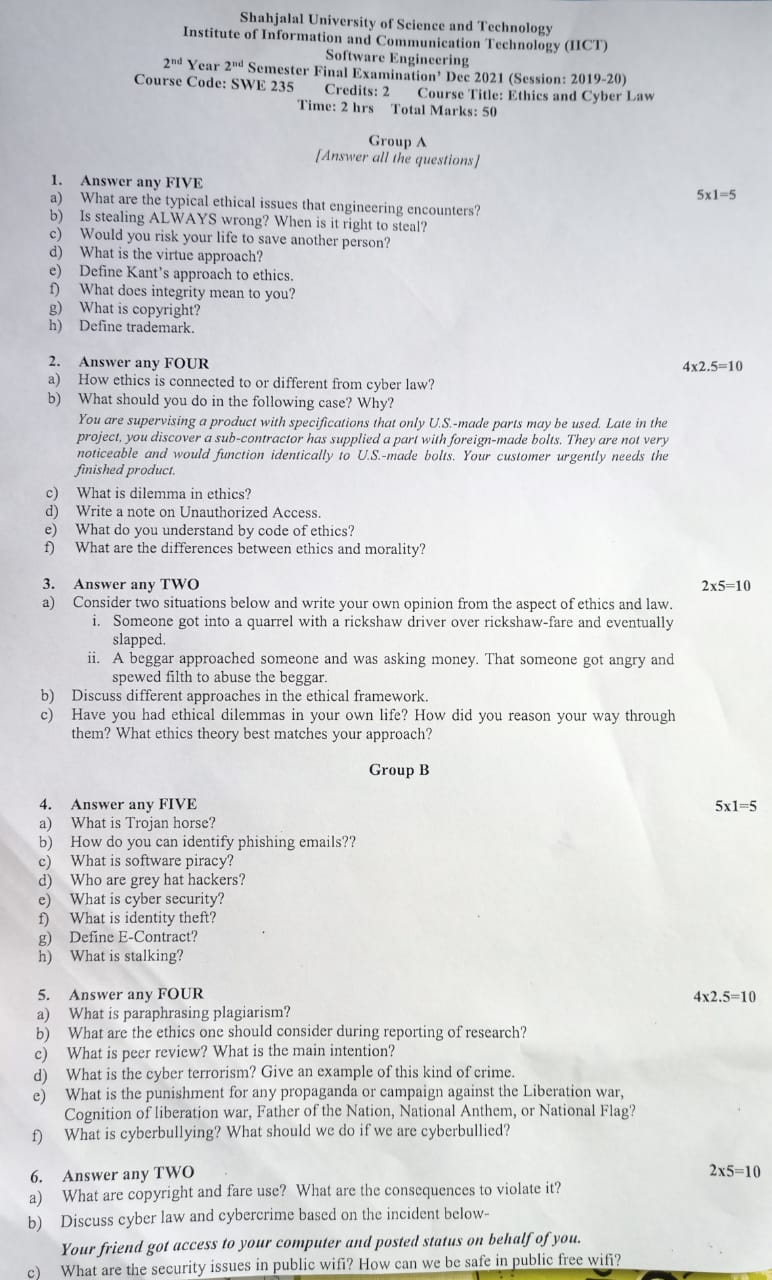 Shahjalal University of Science and Technology
Institute of Information and Communication Technology (IICT)
Software Engineering
2nd Year 2nd Semester Final Examination' Dec 2021 (Session: 2019-20)
Course Code: SWE 235 Credits: 2 Course Title: Ethics and Cyber Law
Time: 2 hrs Total Marks: 50
Group A
[Answer all the questions]
1. Answer any FIVE 5x1=5
a) What are the typical ethical issues that engineering encounters?
b) Is stealing ALWAYS wrong? When is it right to steal?
c) Would you risk your life to save another person?
d) What is the virtue approach?
e) Define Kant's approach to ethics.
f) What does integrity mean to you?
g) What is copyright?
h) Define trademark.
2. Answer any FOUR 4x2.5=10
a) How ethics is connected to or different from cyber law?
b) What should you do in the following case? Why?
You are supervising a product with specifications that only U.S.-made parts may be used. Late in the
project, you discover a sub-contractor has supplied a part with foreign-made bolts. They are not very
noticeable and would function identically to U.S.-made bolts. Your customer urgently needs the
finished product.
c) What is dilemma in ethics?
d) Write a note on Unauthorized Access.
e) What do you understand by code of ethics?
f) What are the differences between ethics and morality?
3. Answer any TWO 2x5=10
a) Consider two situations below and write your own opinion from the aspect of ethics and law.
i. Someone got into a quarrel with a rickshaw driver over rickshaw-fare and eventually
slapped.
ii. A beggar approached someone and was asking money. That someone got angry and
spewed filth to abuse the beggar.
b) Discuss different approaches in the ethical framework.
c) Have you had ethical dilemmas in your own life? How did you reason your way through
them? What ethics theory best matches your approach?
Group B
4. Answer any FIVE 5x1=5
a) What is Trojan horse?
b) How do you can identify phishing emails??
c) What is software piracy?
d) Who are grey hat hackers?
e) What is cyber security?
f) What is identity theft?
g) Define E-Contract?
h) What is stalking?
5. Answer any FOUR 4x2.5=10
a) What is paraphrasing plagiarism?
b) What are the ethics one should consider during reporting of research?
c) What is peer review? What is the main intention?
d) What is the cyber terrorism? Give an example of this kind of crime.
e) What is the punishment for any propaganda or campaign against the Liberation war,
Cognition of liberation war, Father of the Nation, National Anthem, or National Flag?
f) What is cyberbullying? What should we do if we are cyberbullied?
6. Answer any TWO 2x5=10
a) What are copyright and fare use? What are the consequences to violate it?
b) Discuss cyber law and cybercrime based on the incident below-
Your friend got access to your computer and posted status on behalf of you.
c) What are the security issues in public wifi? How can we be safe in public free wifi?